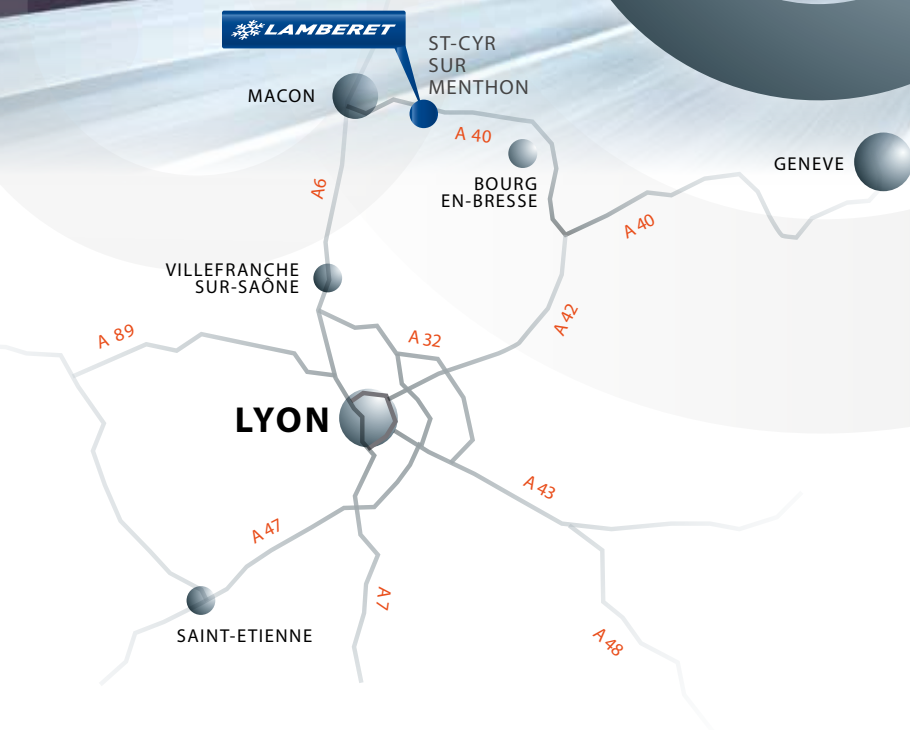 LAMBERET
ST-CYR
SUR
MENTHON
MACON
A 40
GENEVE
BOURG
EN-BRESSE
A6
A 40
VILLEFRANCHE
SUR-SAÔNE
A 42
A 89
A 32
LYON
A 43
A 47
A 7
SAINT-ETIENNE
A 48